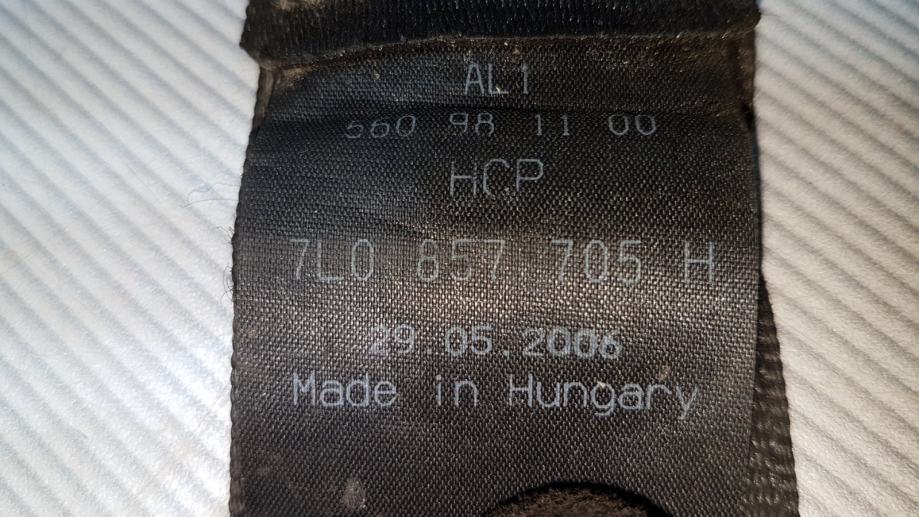 AL1
560 98 11 00
HCP
7L0 857 705 H
29.05.2006
Made in Hungary